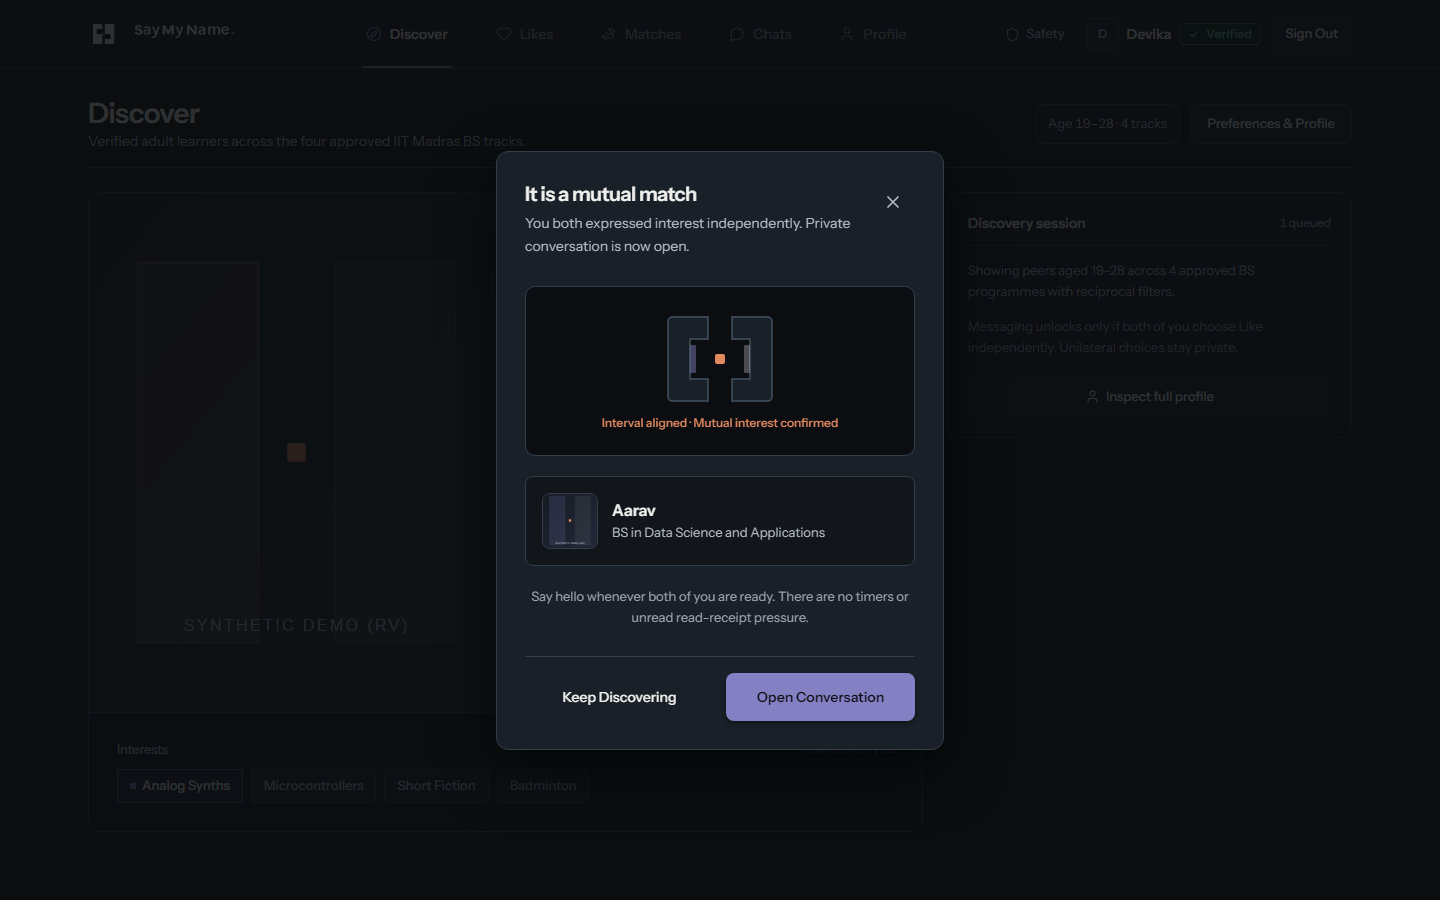 Say My Name.
Discover
Likes
Matches
Chats
Profile
Safety
D
Devika
Verified
Sign Out
Discover
Verified adult learners across the four approved IIT Madras BS tracks.
Age 19–28 · 4 tracks
Preferences & Profile
It is a mutual match
You both expressed interest independently. Private
conversation is now open.
Interval aligned · Mutual interest confirmed
Aarav
BS in Data Science and Applications
Say hello whenever both of you are ready. There are no timers or
unread read-receipt pressure.
Keep Discovering
Open Conversation
SYNTHETIC DEMO (RV)
Interests
Analog Synths
Microcontrollers
Short Fiction
Badminton
Discovery session
1 queued
Showing peers aged 19–28 across 4 approved BS
programmes with reciprocal filters.
Messaging unlocks only if both of you choose Like
independently. Unilateral choices stay private.
Inspect full profile